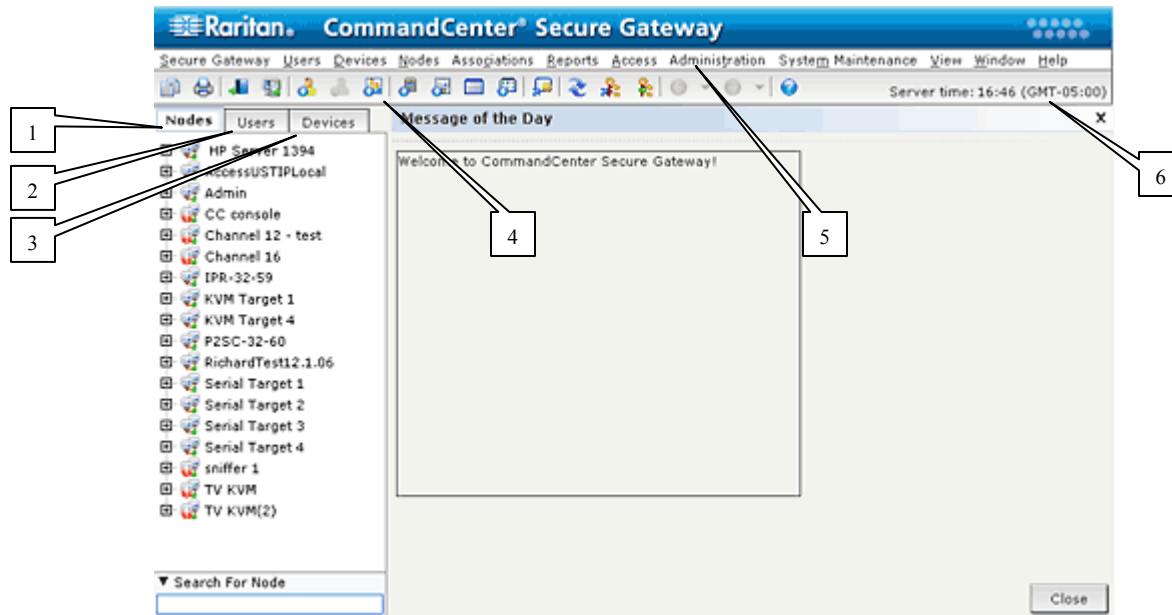 Raritan. CommandCenter® Secure Gateway
Secure Gateway Users Devices Nodes Associations Reports Access Administration System Maintenance View Window Help
Server time: 16:46 (GMT-05:00)
Nodes Users Devices
Message of the Day x
1
2
3
4
5
6
HP Server 1394
AccessUSTIPLocal
Admin
CC console
Channel 12 - test
Channel 16
IPR-32-59
KVM Target 1
KVM Target 4
P2SC-32-60
RichardTest12.1.06
Serial Target 1
Serial Target 2
Serial Target 3
Serial Target 4
sniffer 1
TV KVM
TV KVM(2)
Welcome to CommandCenter Secure Gateway!
Search For Node
Close